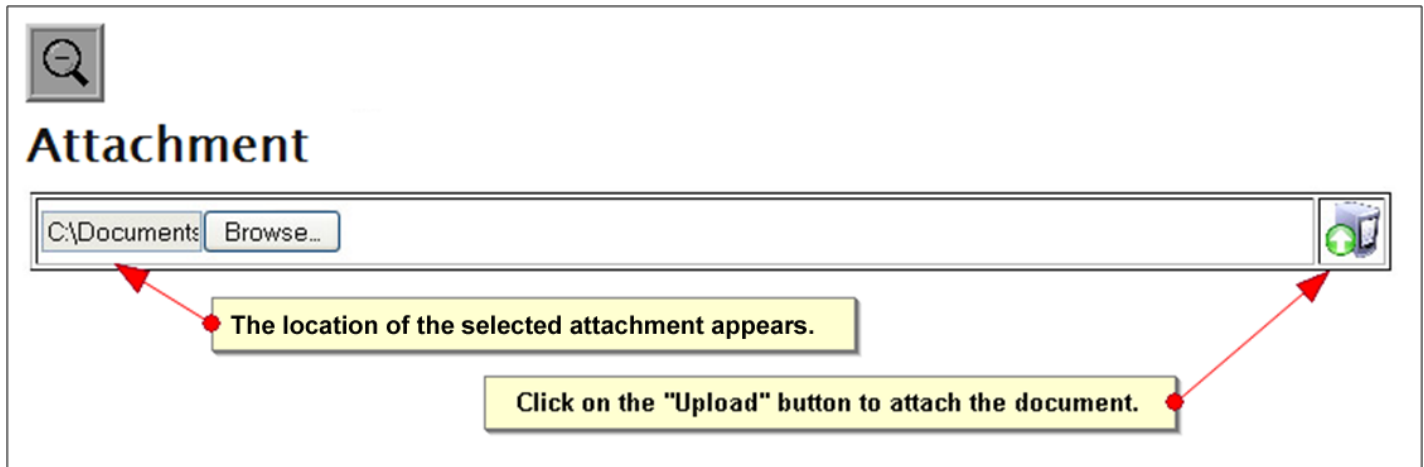 Attachment
C:\Documents Browse...
The location of the selected attachment appears.
Click on the "Upload" button to attach the document.